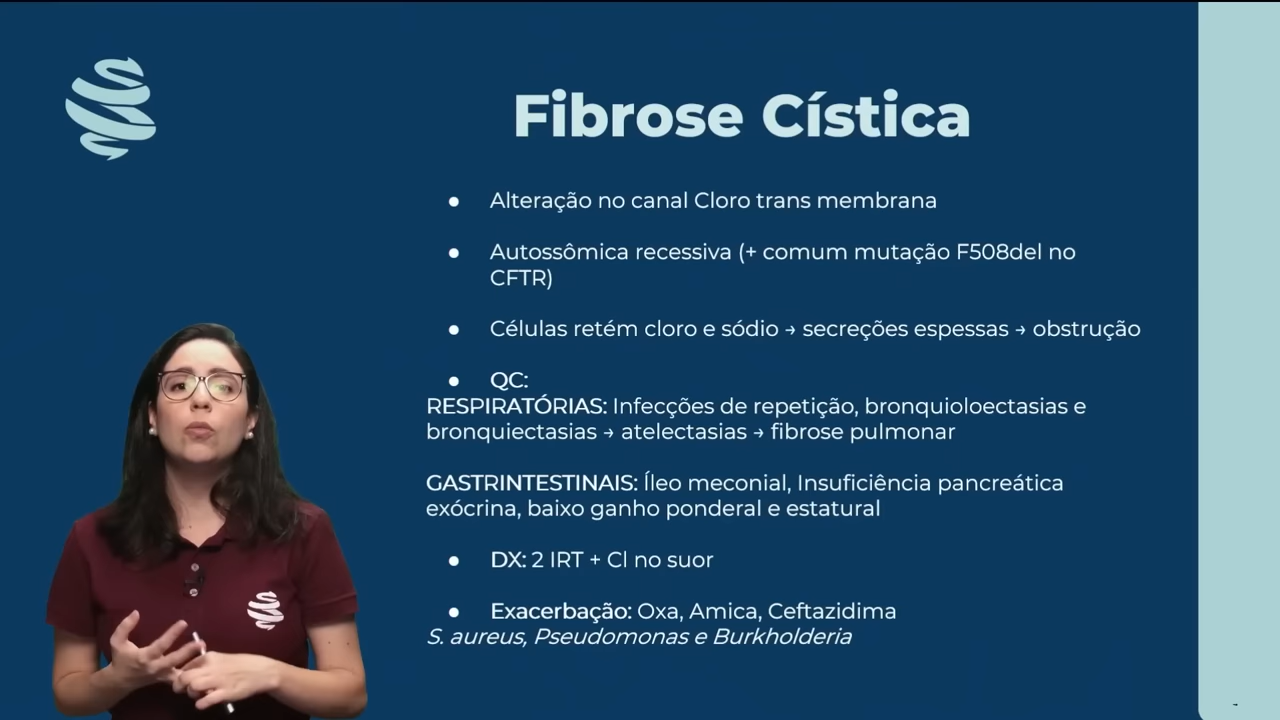 Fibrose Cística
● Alteração no canal Cloro trans membrana
● Autossômica recessiva (+ comum mutação F508del no
CFTR)
● Células retém cloro e sódio → secreções espessas → obstrução
● QC:
RESPIRATÓRIAS: Infecções de repetição, bronquioloectasias e
bronquiectasias → atelectasias → fibrose pulmonar
GASTRINTESTINAIS: Íleo meconial, Insuficiência pancreática
exócrina, baixo ganho ponderal e estatural
● DX: 2 IRT + Cl no suor
● Exacerbação: Oxa, Amica, Ceftazidima
S. aureus, Pseudomonas e Burkholderia